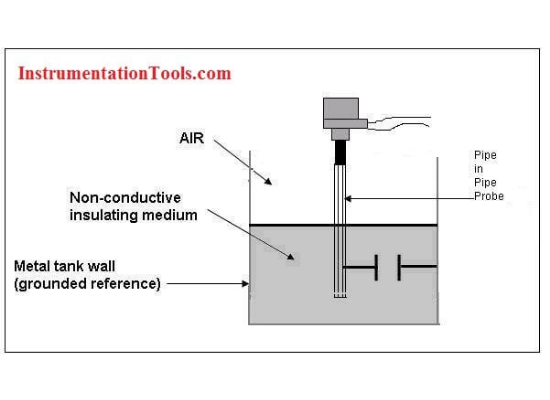 InstrumentationTools.com
AIR
Pipe
in
Pipe
Probe
Non-conductive
insulating medium
Metal tank wall
(grounded reference)